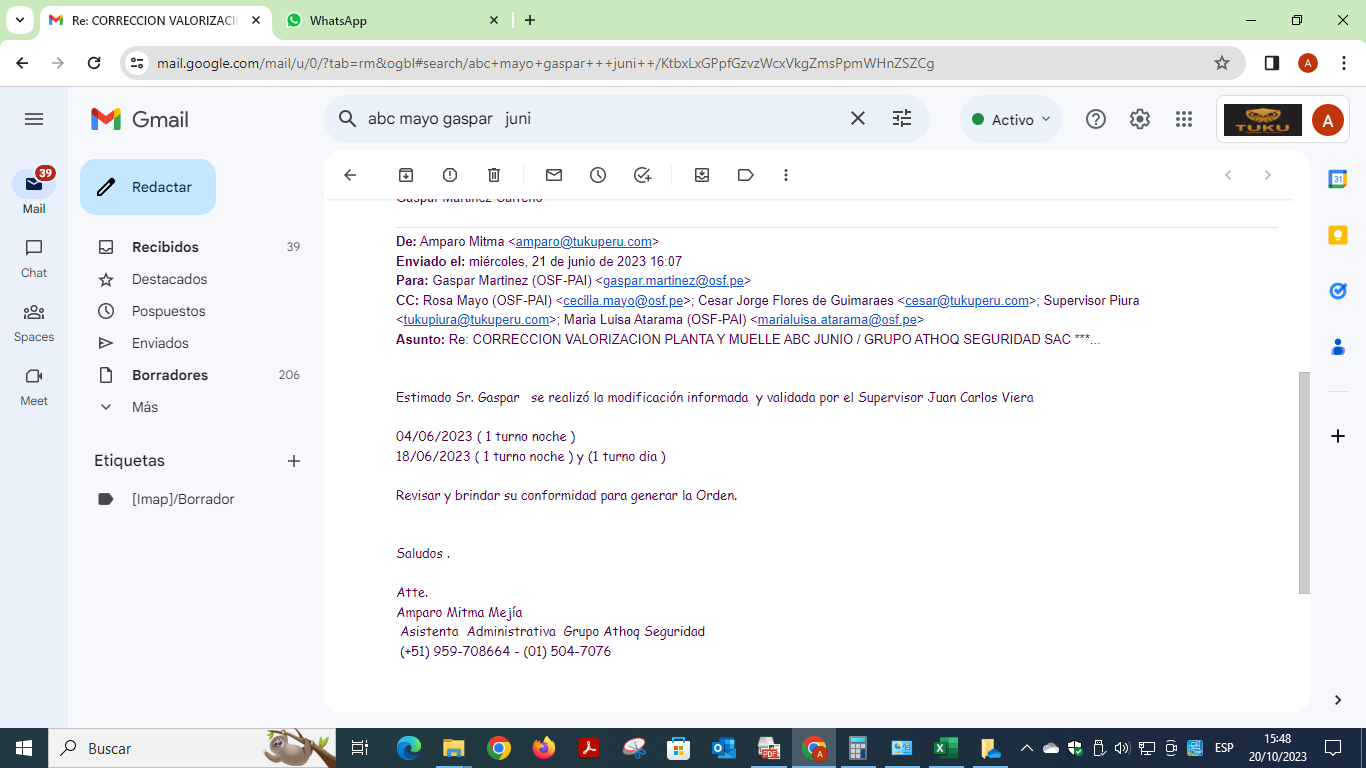 Re: CORRECCION VALORIZACI
WhatsApp
mail.google.com/mail/u/0/?tab=rm&ogbl#search/abc+mayo+gaspar+++juni++/KtbxLxGPpfGzvzWcxVkgZmsPpmWHnZSZCg
A
Gmail
abc mayo gaspar   juni
Activo
TUKU
A
39
Mail
Chat
Spaces
Meet
Redactar
Recibidos 39
Destacados
Pospuestos
Enviados
Borradores 206
Más
Etiquetas
[Imap]/Borrador
31
Gaspar Martinez Carreño
De: Amparo Mitma <amparo@tukuperu.com>
Enviado el: miércoles, 21 de junio de 2023 16:07
Para: Gaspar Martinez (OSF-PAI) <gaspar.martinez@osf.pe>
CC: Rosa Mayo (OSF-PAI) <cecilia.mayo@osf.pe>; Cesar Jorge Flores de Guimaraes <cesar@tukuperu.com>; Supervisor Piura
<tukupiura@tukuperu.com>; Maria Luisa Atarama (OSF-PAI) <marialuisa.atarama@osf.pe>
Asunto: Re: CORRECCION VALORIZACION PLANTA Y MUELLE ABC JUNIO / GRUPO ATHOQ SEGURIDAD SAC ***...
Estimado Sr. Gaspar   se realizó la modificación informada  y validada por el Supervisor Juan Carlos Viera
04/06/2023 ( 1 turno noche )
18/06/2023 ( 1 turno noche ) y (1 turno dia )
Revisar y brindar su conformidad para generar la Orden.
Saludos .
Atte.
Amparo Mitma Mejía
Asistenta  Administrativa  Grupo Athoq Seguridad
(+51) 959-708664 - (01) 504-7076
Buscar
PDF
A
ESP
15:48
20/10/2023